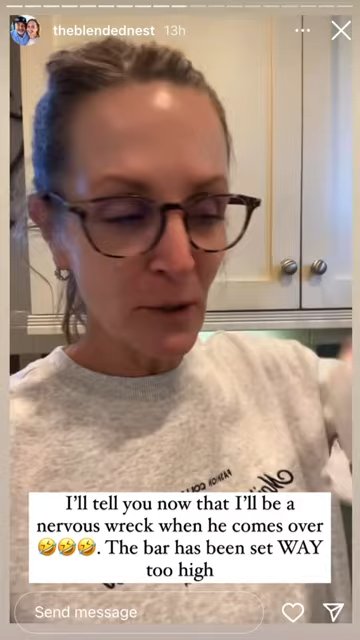 theblendednest 13h
I'll tell you now that I'll be a
nervous wreck when he comes over
🤣🤣🤣. The bar has been set WAY
too high
Send message